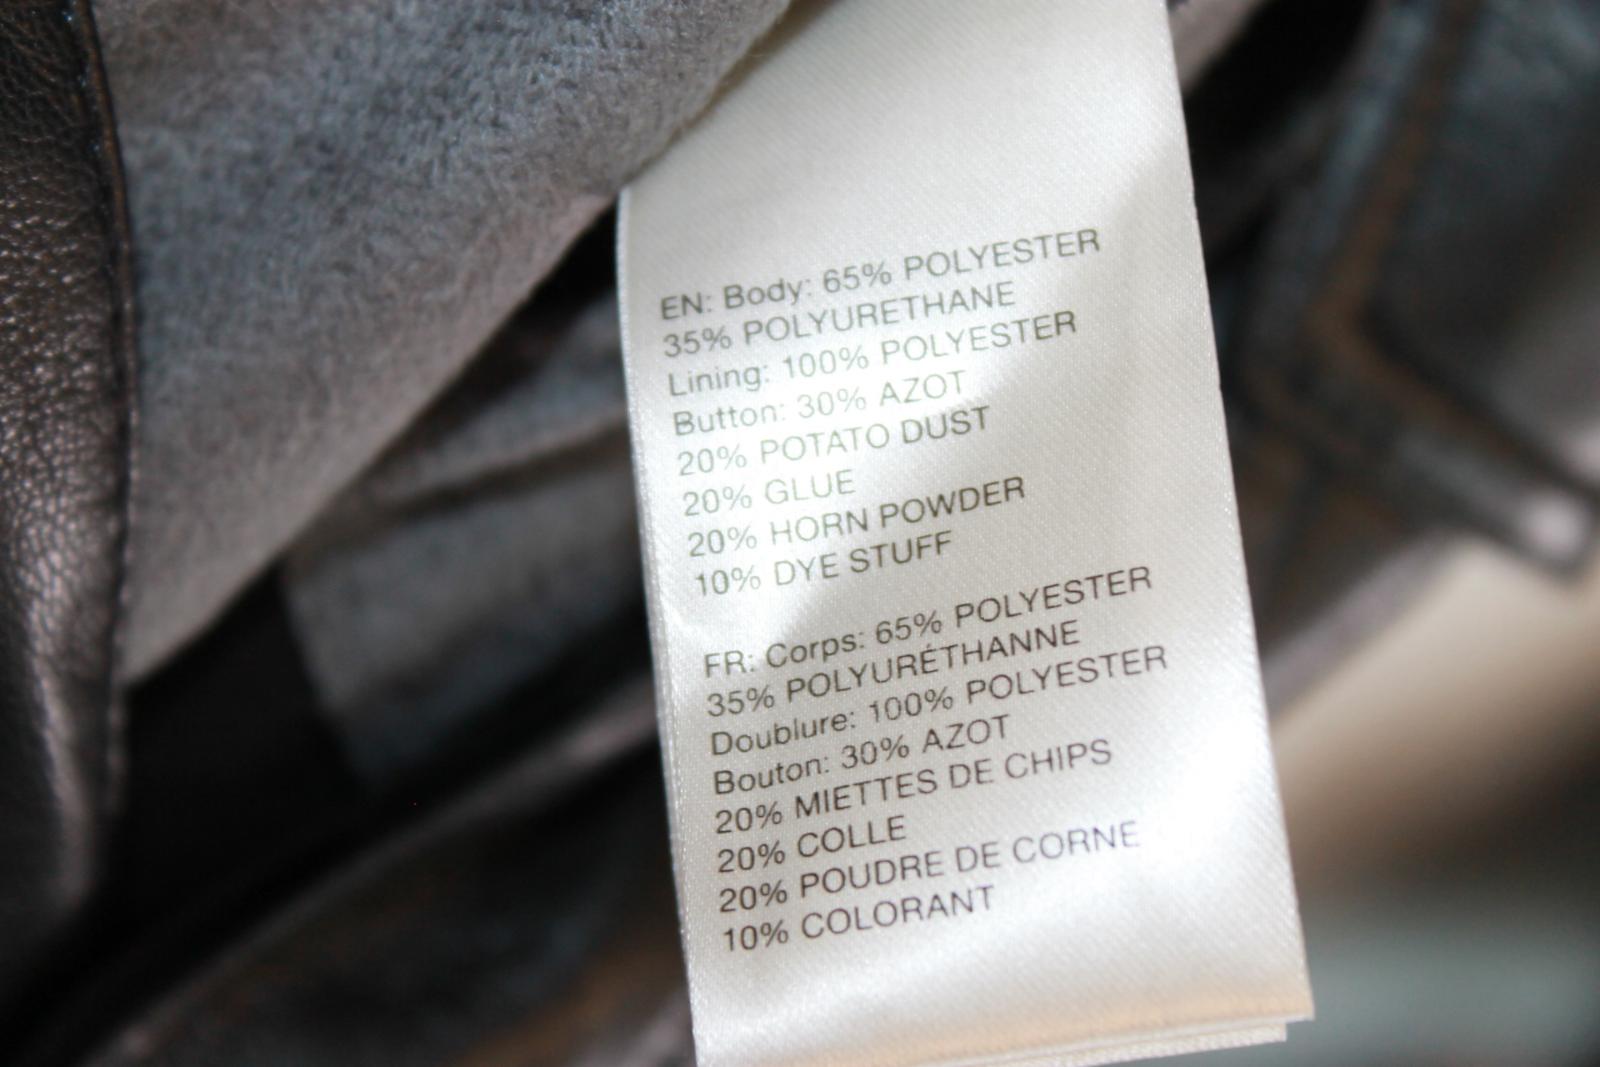 EN: Body: 65% POLYESTER
35% POLYURETHANE
Lining: 100% POLYESTER
Button: 30% AZOT
20% POTATO DUST
20% GLUE
20% HORN POWDER
10% DYE STUFF
FR: Corps: 65% POLYESTER
35% POLYURÉTHANNE
Doublure: 100% POLYESTER
Bouton: 30% AZOT
20% MIETTES DE CHIPS
20% COLLE
20% POUDRE DE CORNE
10% COLORANT